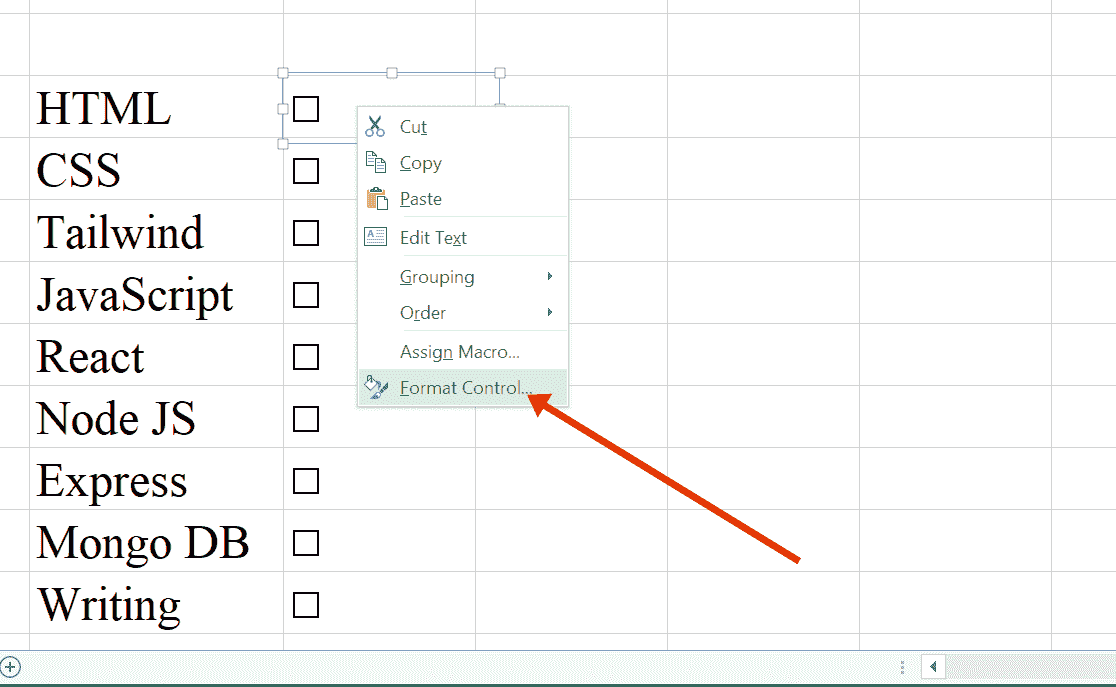 HTML
CSS
Tailwind
JavaScript
React
Node JS
Express
Mongo DB
Writing
Cut
Copy
Paste
Edit Text
Grouping
Order
Assign Macro...
Format Control...